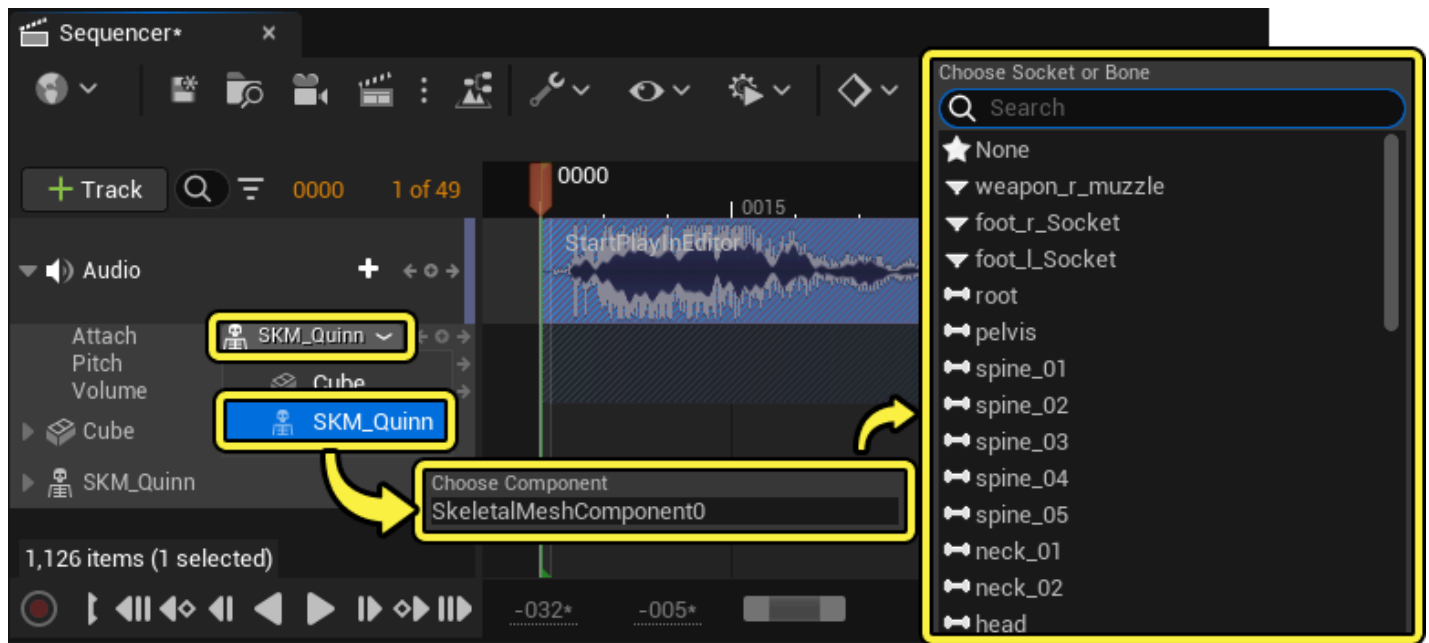 Sequencer*
+ Track
0000
1 of 49
0000
0015
StartPlayInEditor
Audio
Attach
SKM_Quinn
Pitch
Volume
Cube
SKM_Quinn
Cube
SKM_Quinn
Choose Component
SkeletalMeshComponent0
1,126 items (1 selected)
-032*
-005*
Choose Socket or Bone
Search
None
weapon_r_muzzle
foot_r_Socket
foot_l_Socket
root
pelvis
spine_01
spine_02
spine_03
spine_04
spine_05
neck_01
neck_02
head